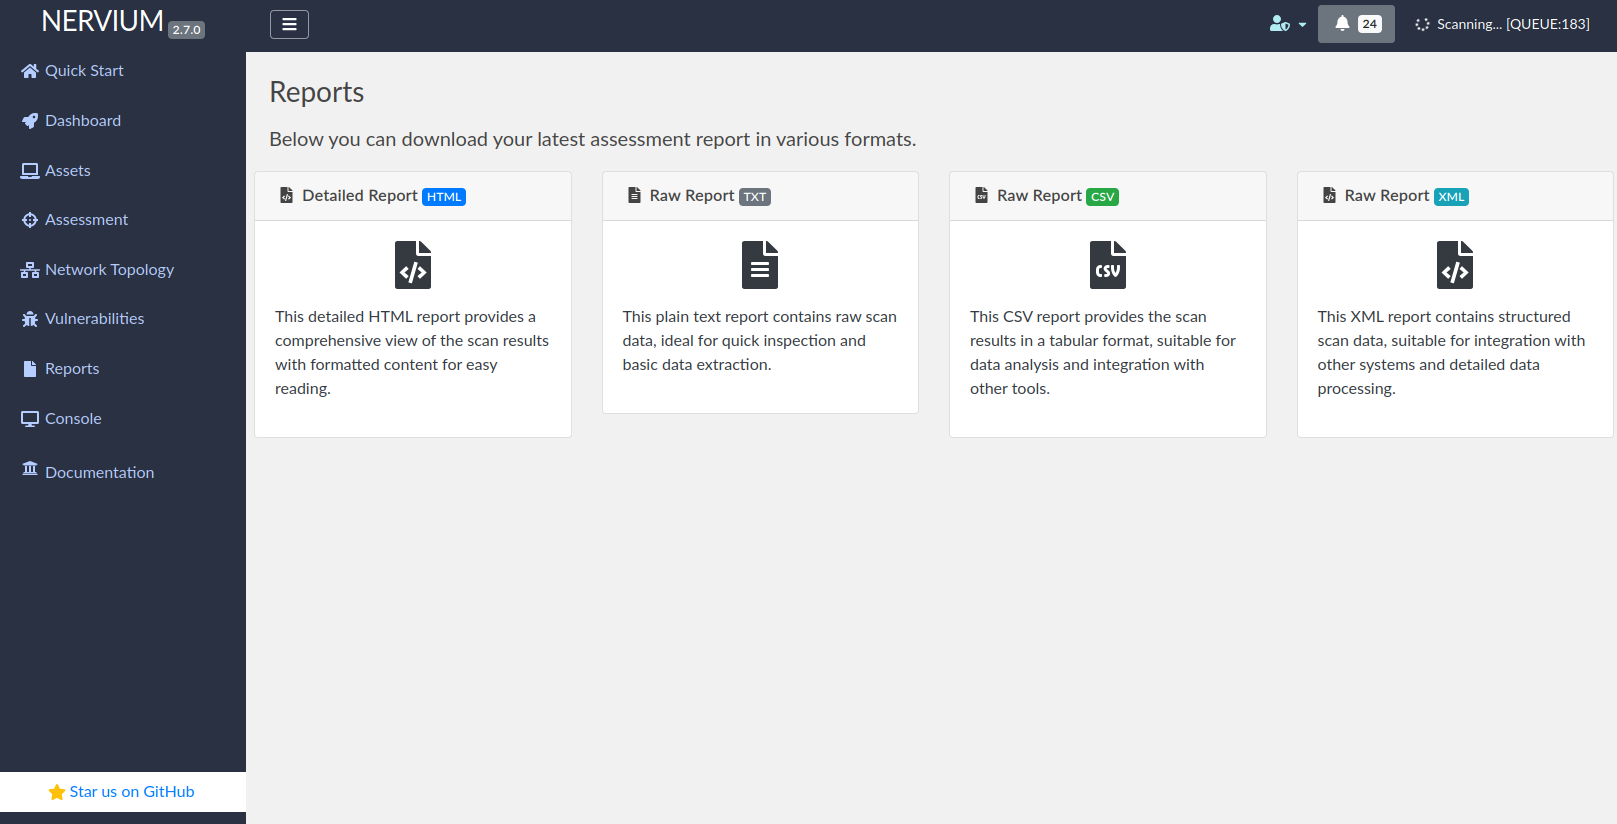 NERVIUM 2.7.0
24
Scanning... [QUEUE:183]
Quick Start
Dashboard
Assets
Assessment
Network Topology
Vulnerabilities
Reports
Console
Documentation
Star us on GitHub
Reports
Below you can download your latest assessment report in various formats.
Detailed Report HTML
This detailed HTML report provides a
comprehensive view of the scan results
with formatted content for easy
reading.
Raw Report TXT
This plain text report contains raw scan
data, ideal for quick inspection and
basic data extraction.
Raw Report CSV
CSV
This CSV report provides the scan
results in a tabular format, suitable for
data analysis and integration with
other tools.
Raw Report XML
This XML report contains structured
scan data, suitable for integration with
other systems and detailed data
processing.